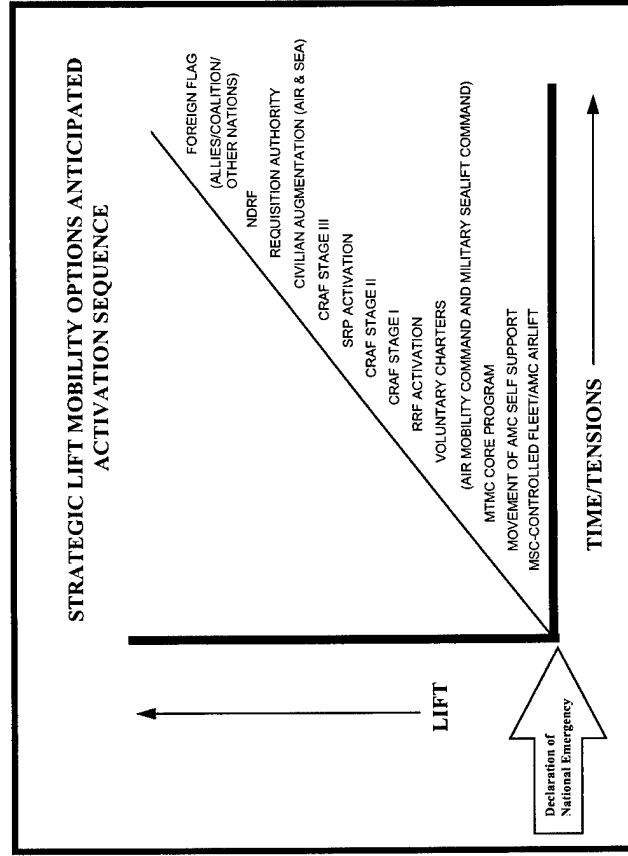 STRATEGIC LIFT MOBILITY OPTIONS ANTICIPATED
ACTIVATION SEQUENCE
FOREIGN FLAG
(ALLIES/COALITION/
OTHER NATIONS)
NDRF
REQUISITION AUTHORITY
CIVILIAN AUGMENTATION (AIR & SEA)
CRAF STAGE III
SRP ACTIVATION
CRAF STAGE II
CRAF STAGE I
RRF ACTIVATION
VOLUNTARY CHARTERS
(AIR MOBILITY COMMAND AND MILITARY SEALIFT COMMAND)
MTMC CORE PROGRAM
MOVEMENT OF AMC SELF SUPPORT
MSC-CONTROLLED FLEET/AMC AIRLIFT
LIFT
TIME/TENSIONS
Declaration of
National Emergency